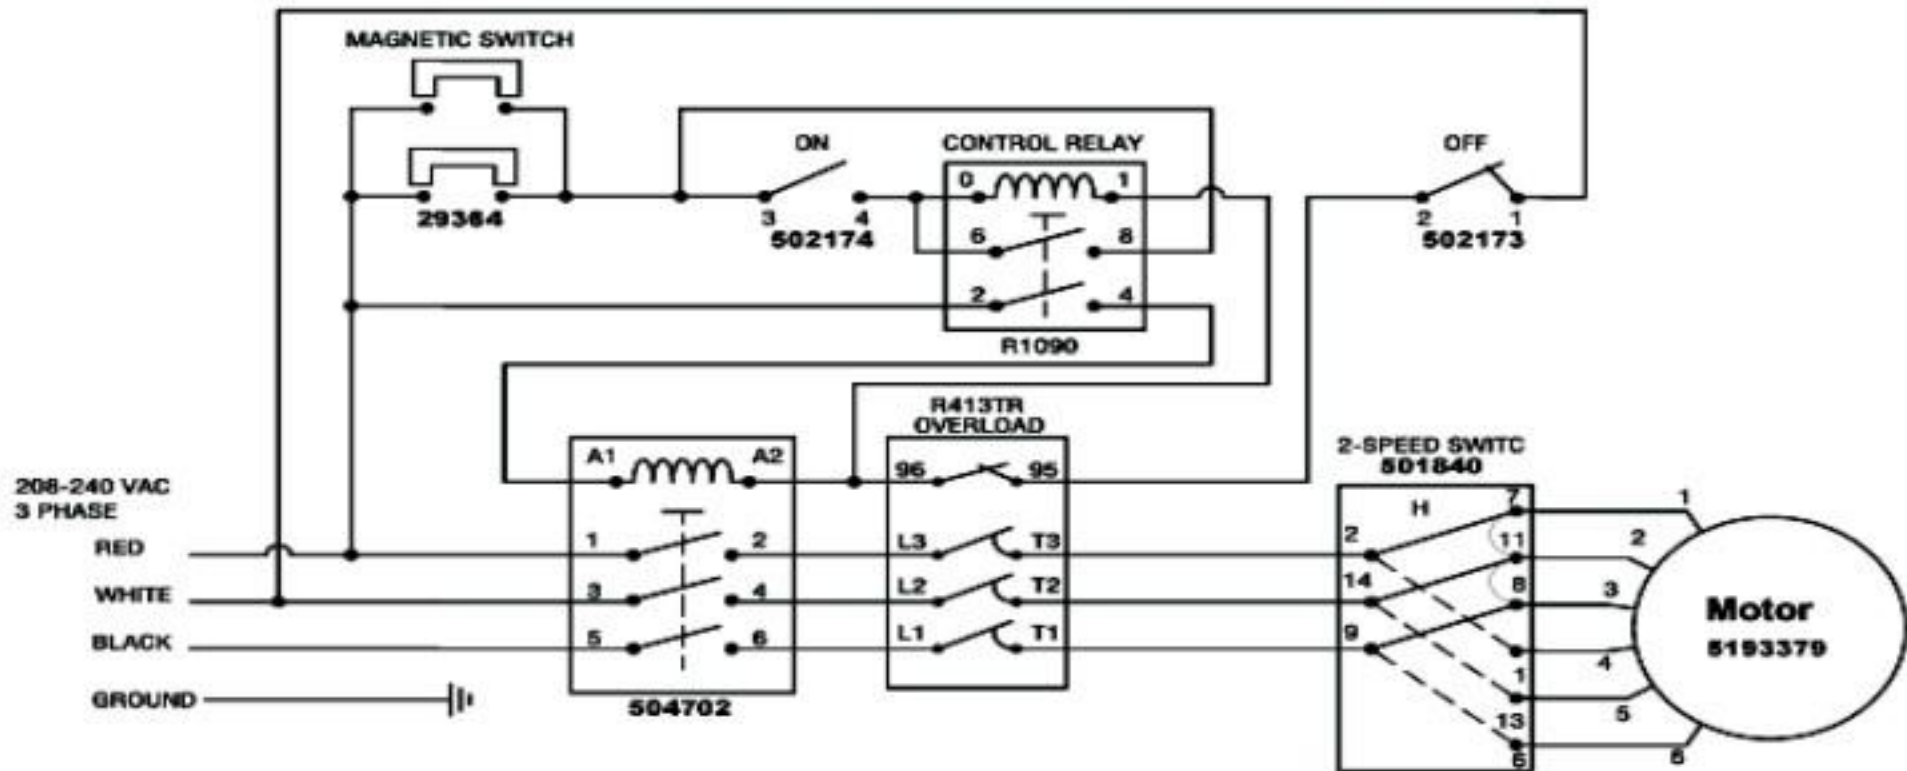 MAGNETIC SWITCH
29364
ON
3 4
502174
CONTROL RELAY
0 1
6 8
2 4
R1090
OFF
2 1
502173
208-240 VAC
3 PHASE
RED
WHITE
BLACK
GROUND
A1 A2
1 2
3 4
5 6
504702
R413TR
OVERLOAD
96 95
L3 T3
L2 T2
L1 T1
2-SPEED SWITC
501840
H
2
14
9
7
11
8
1
13
6
1
2
3
4
5
6
Motor
5193379